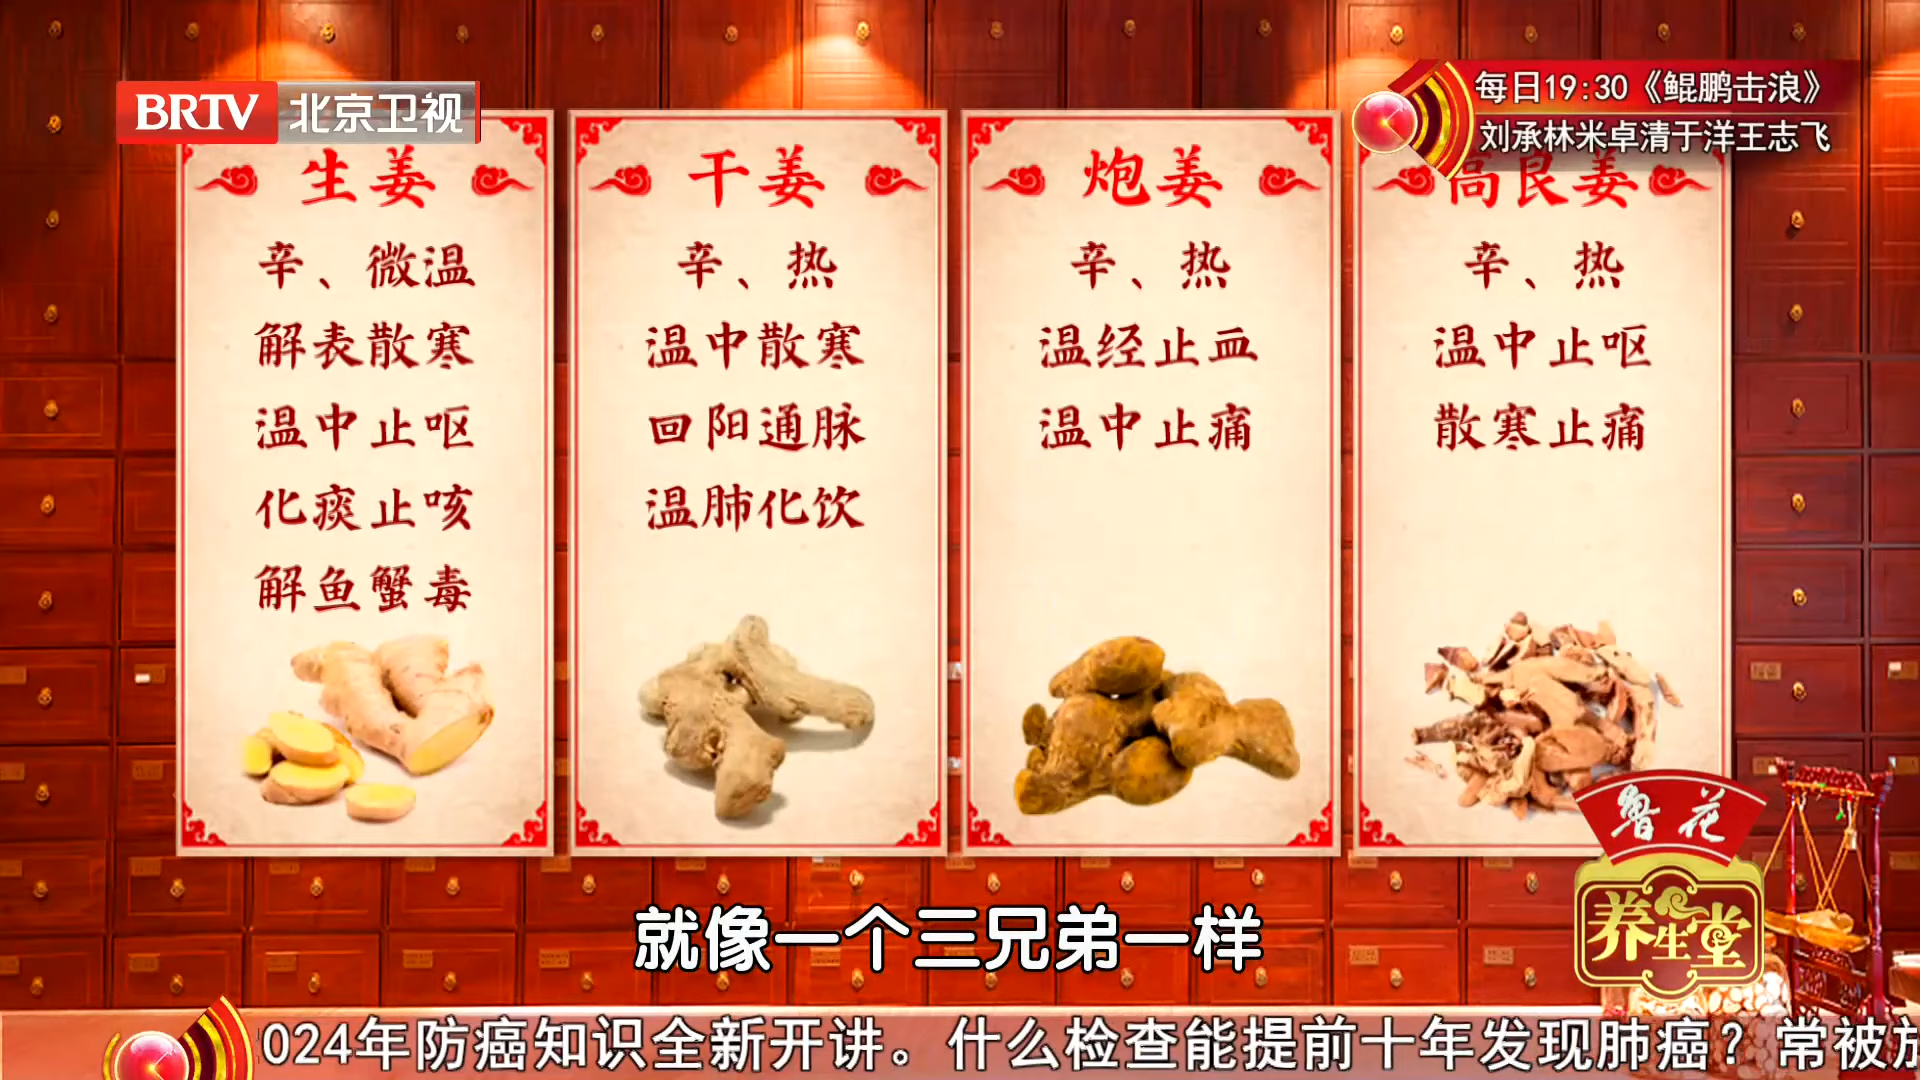 BRTV 北京卫视
每日19:30《鲲鹏击浪》
刘承林米卓清于洋王志飞
生姜
辛、微温
解表散寒
温中止呕
化痰止咳
解鱼蟹毒
干姜
辛、热
温中散寒
回阳通脉
温肺化饮
炮姜
辛、热
温经止血
温中止痛
高良姜
辛、热
温中止呕
散寒止痛
鲁花
养生堂
就像一个三兄弟一样
024年防癌知识全新开讲。什么检查能提前十年发现肺癌？常被放